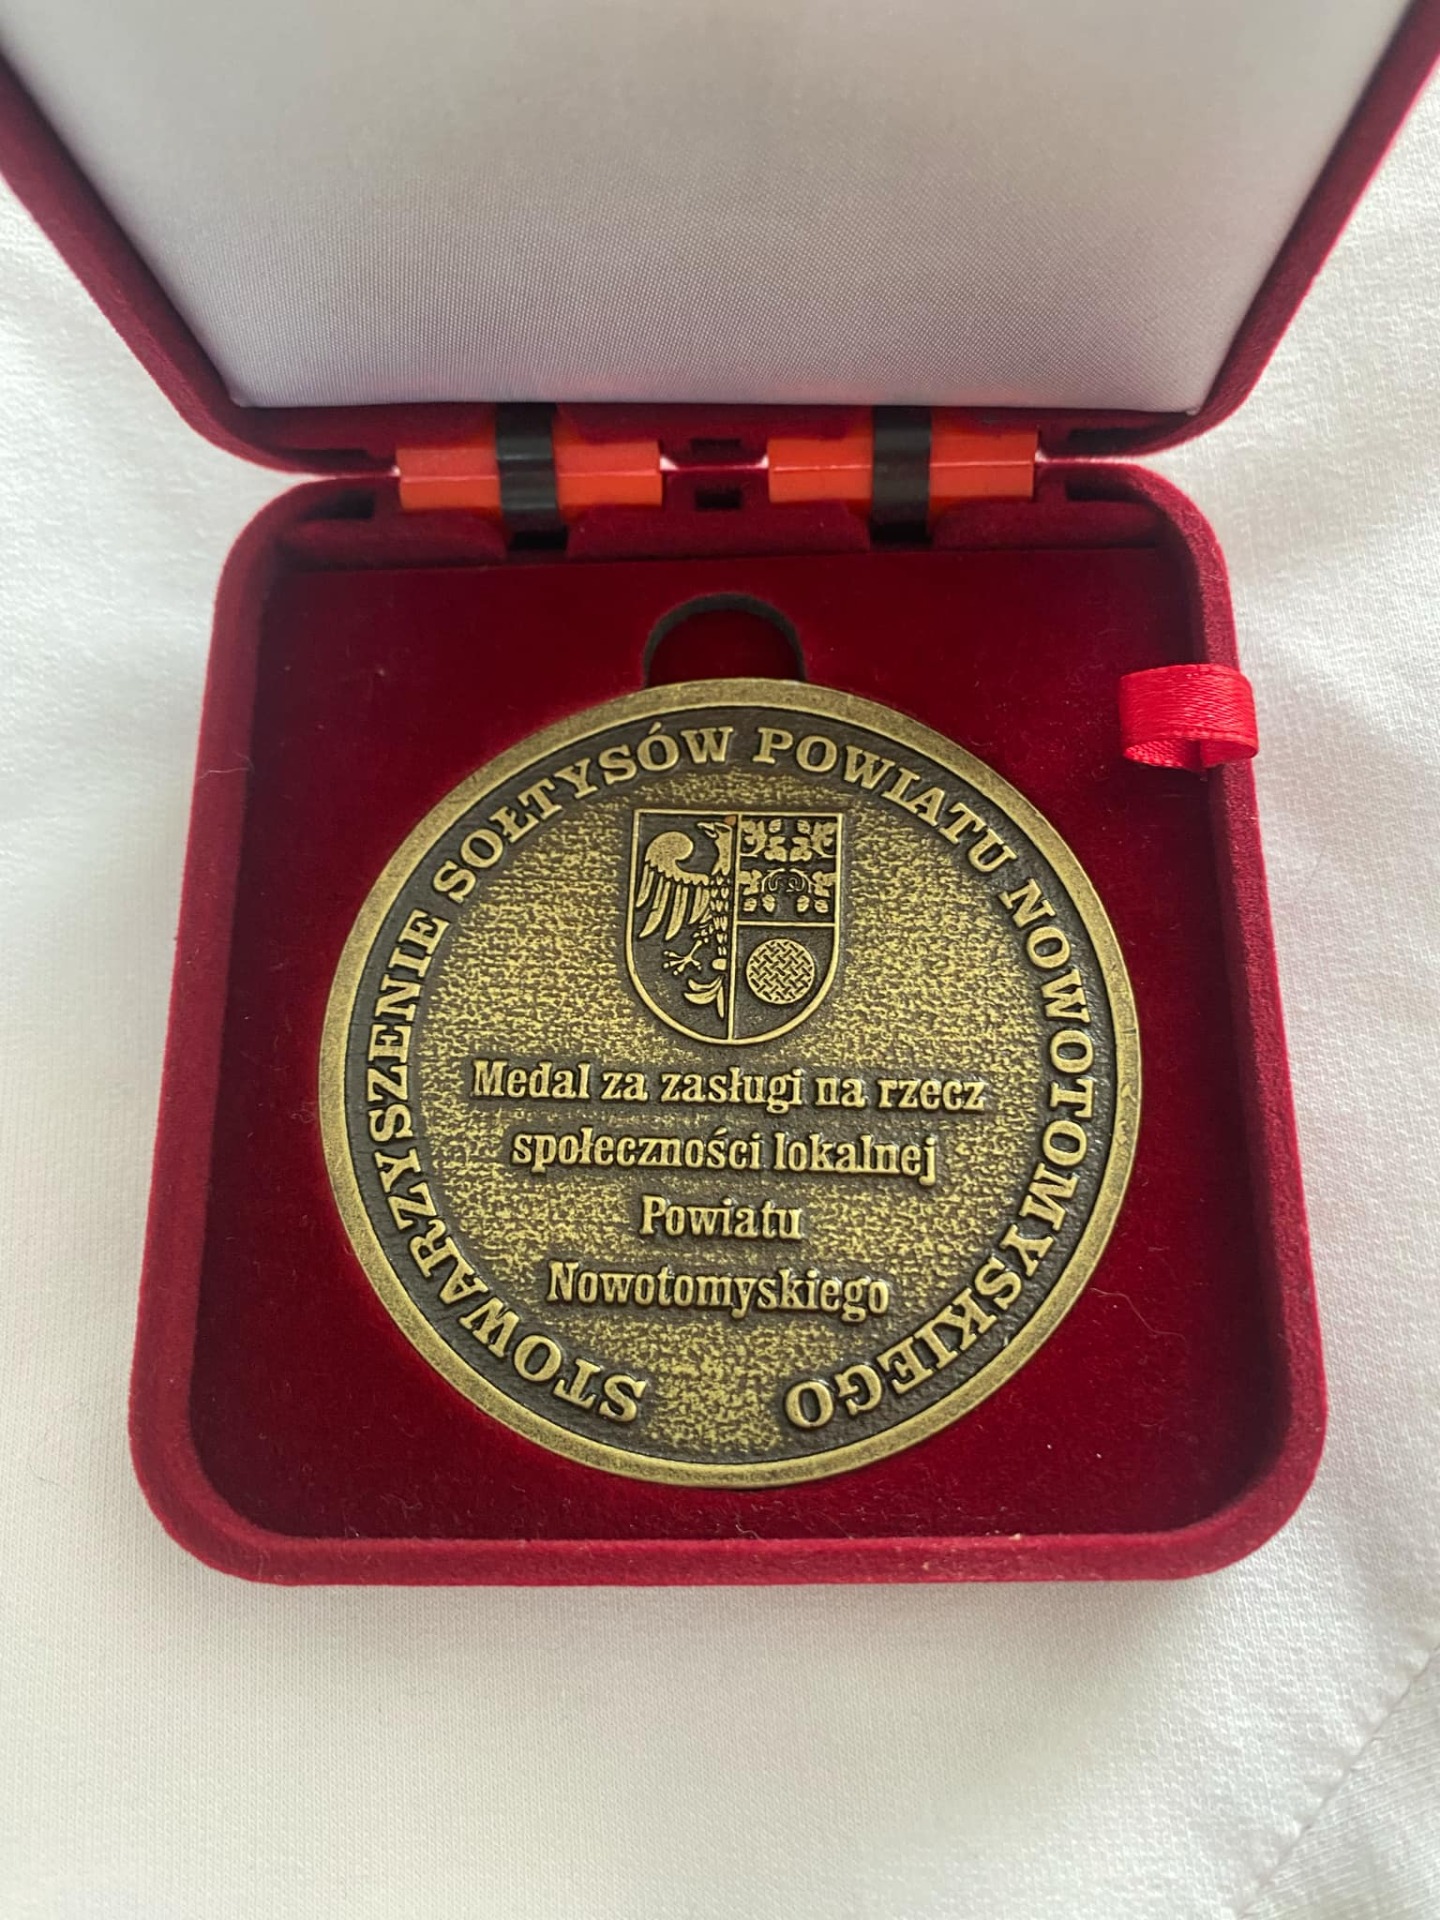 STOWARZYSZENIE SOŁTYSÓW POWIATU NOWOTOMYSKIEGO
Medal za zasługi na rzecz
społeczności lokalnej
Powiatu
Nowotomyskiego